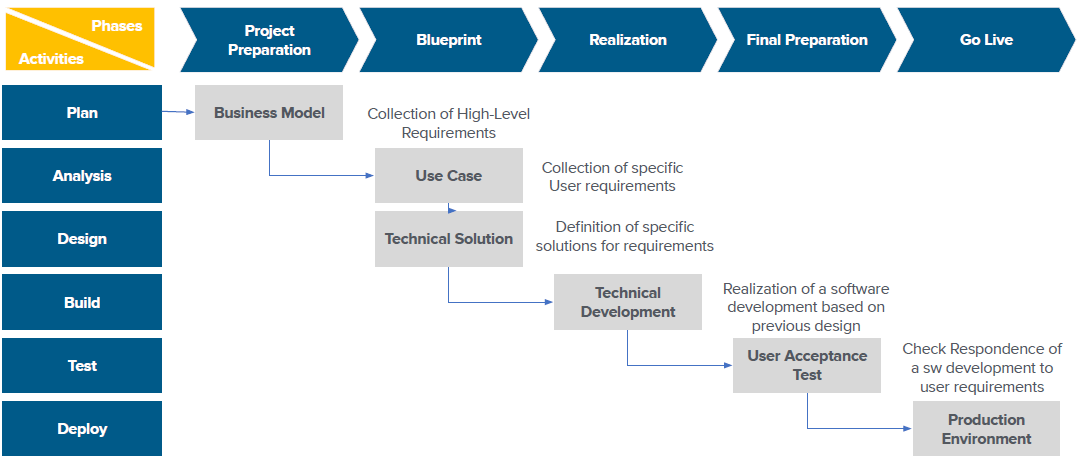 Phases
Activities
Project
Preparation
Blueprint
Realization
Final Preparation
Go Live
Plan
Business Model
Collection of High-Level
Requirements
Analysis
Use Case
Collection of specific
User requirements
Design
Technical Solution
Definition of specific
solutions for requirements
Build
Technical
Development
Realization of a software
development based on
previous design
Test
User Acceptance
Test
Check Respondence of
a sw development to
user requirements
Deploy
Production
Environment